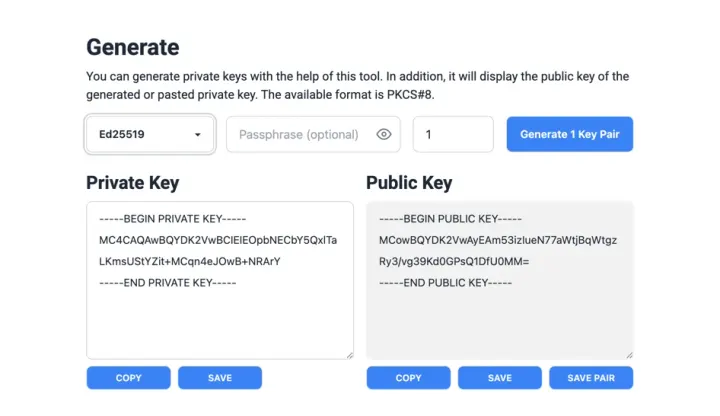 Generate
You can generate private keys with the help of this tool. In addition, it will display the public key of the
generated or pasted private key. The available format is PKCS#8.
Ed25519
Passphrase (optional)
1
Generate 1 Key Pair
Private Key
-----BEGIN PRIVATE KEY-----
MC4CAQAwBQYDK2VwBCIEIEOpbNECbY5QxlTa
LKmsUStYZit+MCqn4eJOwB+NRArY
-----END PRIVATE KEY-----
COPY
SAVE
Public Key
-----BEGIN PUBLIC KEY-----
MCowBQYDK2VwAyEAm53izlueN77aWtjBqWtgz
Ry3/vg39Kd0GPsQ1DfU0MM=
-----END PUBLIC KEY-----
COPY
SAVE
SAVE PAIR